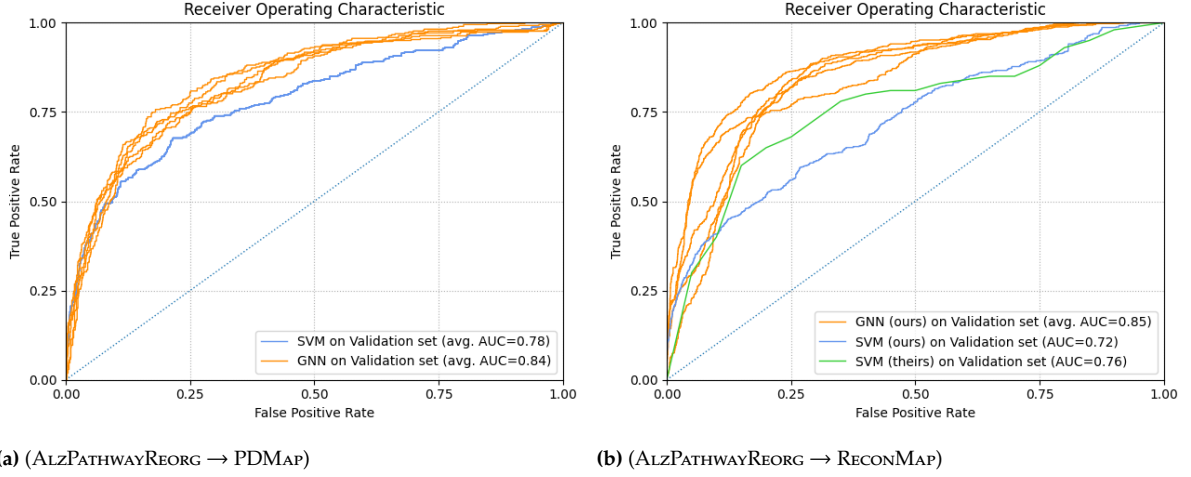 Receiver Operating Characteristic
1.00
0.75
0.50
0.25
0.00
True Positive Rate
0.00 0.25 0.50 0.75 1.00
False Positive Rate
SVM on Validation set (avg. AUC=0.78)
GNN on Validation set (avg. AUC=0.84)
(a) (AlzPathwayReorg → PDMap)
Receiver Operating Characteristic
1.00
0.75
0.50
0.25
0.00
True Positive Rate
0.00 0.25 0.50 0.75 1.00
False Positive Rate
GNN (ours) on Validation set (avg. AUC=0.85)
SVM (ours) on Validation set (AUC=0.72)
SVM (theirs) on Validation set (AUC=0.76)
(b) (AlzPathwayReorg → ReconMap)